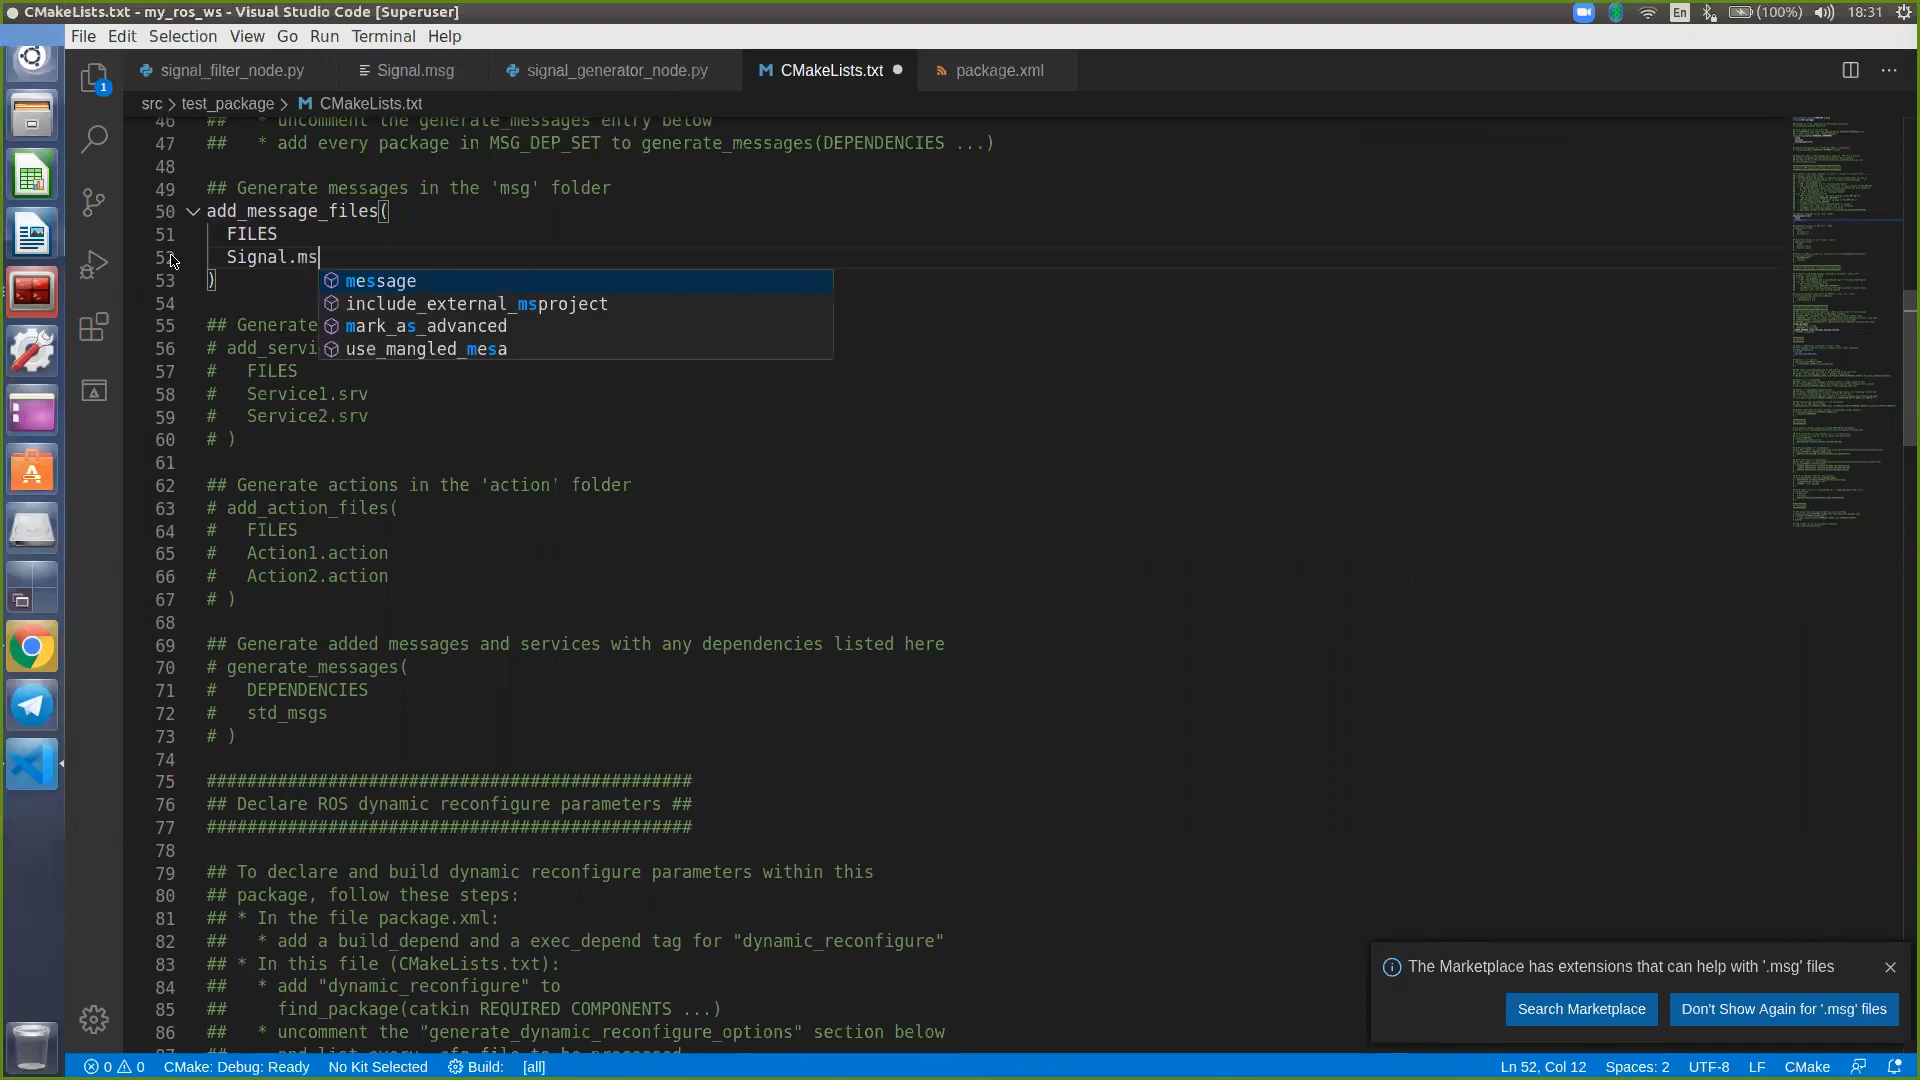 CMakeLists.txt - my_ros_ws - Visual Studio Code [Superuser]
En (100%) 18:31
File Edit Selection View Go Run Terminal Help
signal_filter_node.py Signal.msg signal_generator_node.py CMakeLists.txt package.xml
1
src > test_package > CMakeLists.txt
46 ## * uncomment the generate_messages entry below
47 ## * add every package in MSG_DEP_SET to generate_messages(DEPENDENCIES ...)
48
49 ## Generate messages in the 'msg' folder
50 add_message_files(
51 FILES
52 Signal.ms
53 )
message
include_external_msproject
mark_as_advanced
use_mangled_mesa
54
55 ## Generate
56 # add_servi
57 # FILES
58 # Service1.srv
59 # Service2.srv
60 # )
61
62 ## Generate actions in the 'action' folder
63 # add_action_files(
64 # FILES
65 # Action1.action
66 # Action2.action
67 # )
68
69 ## Generate added messages and services with any dependencies listed here
70 # generate_messages(
71 # DEPENDENCIES
72 # std_msgs
73 # )
74
75 ################################################
76 ## Declare ROS dynamic reconfigure parameters ##
77 ################################################
78
79 ## To declare and build dynamic reconfigure parameters within this
80 ## package, follow these steps:
81 ## * In the file package.xml:
82 ## * add a build_depend and a exec_depend tag for "dynamic_reconfigure"
83 ## * In this file (CMakeLists.txt):
84 ## * add "dynamic_reconfigure" to
85 ## find_package(catkin REQUIRED COMPONENTS ...)
86 ## * uncomment the "generate_dynamic_reconfigure_options" section below
The Marketplace has extensions that can help with '.msg' files
Search Marketplace Don't Show Again for '.msg' files
0 0 CMake: Debug: Ready No Kit Selected Build: [all] Ln 52, Col 12 Spaces: 2 UTF-8 LF CMake